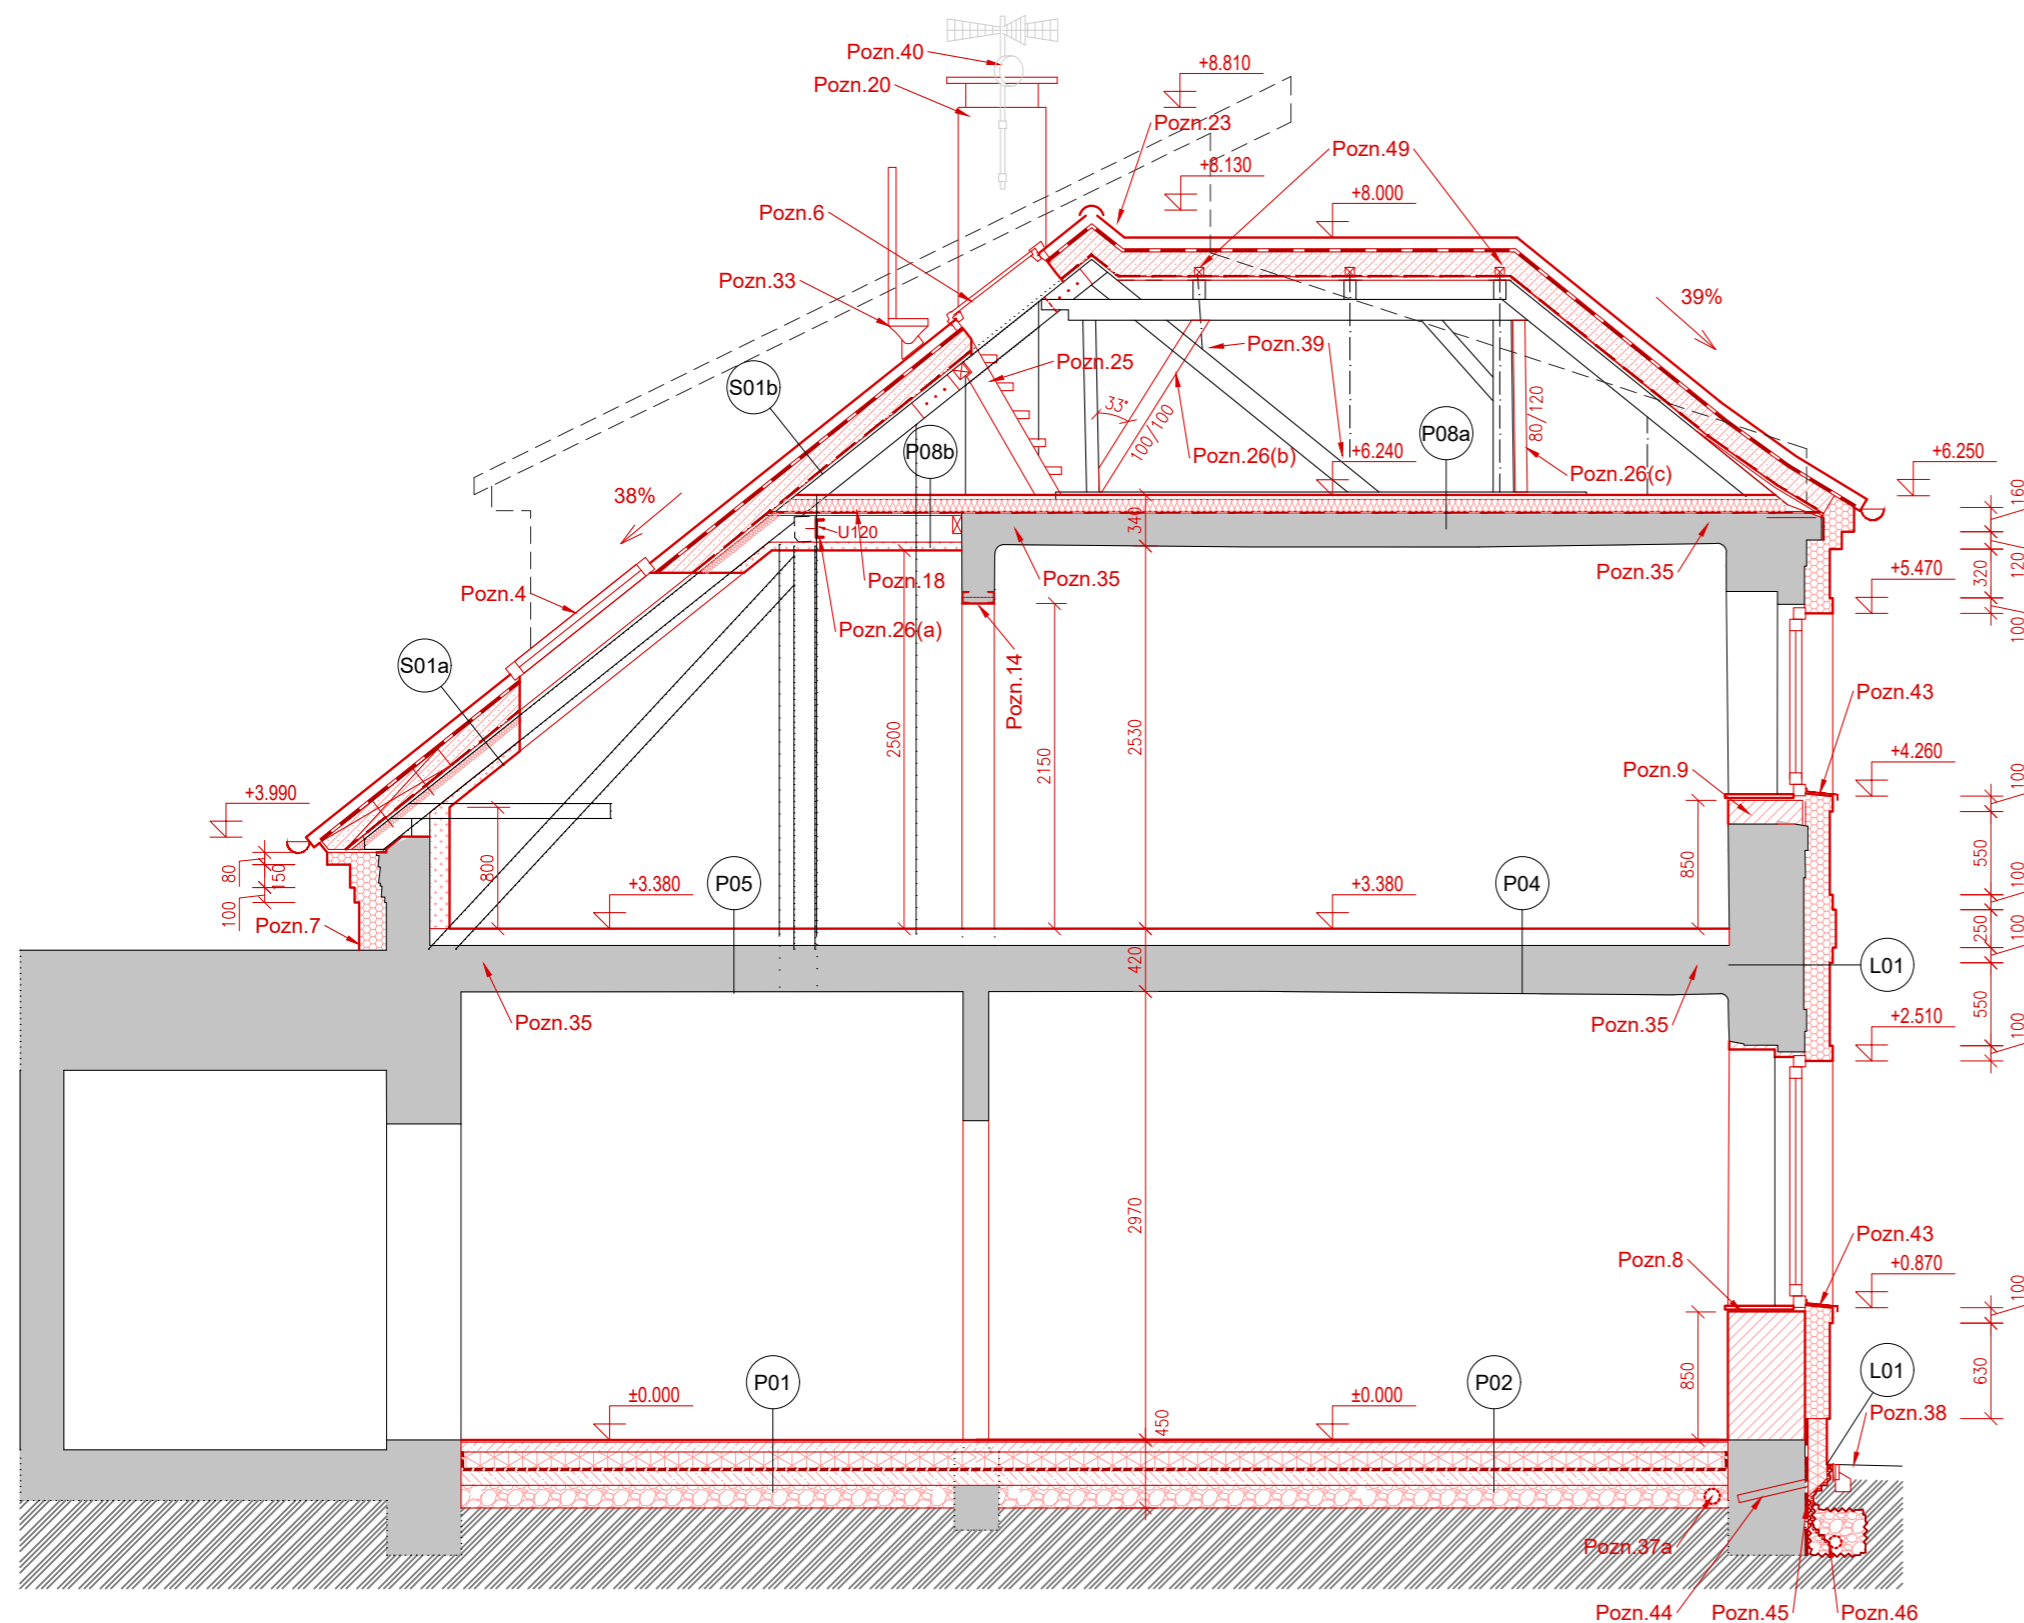 Pozn.40
Pozn.20
+8.810
Pozn.23
Pozn.49
+8.130
+8.000
Pozn.6
Pozn.33
39%
Pozn.39
Pozn.25
S01b
33°
100/100
80/120
P08b
P08a
Pozn.26(b)
+6.240
Pozn.26(c)
+6.250
160
38%
340
U120
120
320
Pozn.18
Pozn.35
Pozn.35
+5.470
Pozn.4
Pozn.26(a)
100
S01a
Pozn.14
Pozn.43
2500
2530
2150
Pozn.9
+4.260
100
+3.990
550
80
150
800
850
100
+3.380
P05
+3.380
P04
100
Pozn.7
250
100
420
L01
Pozn.35
Pozn.35
550
+2.510
100
2970
Pozn.43
Pozn.8
+0.870
100
850
630
P01
P02
L01
±0.000
±0.000
450
Pozn.38
Pozn.37a
Pozn.44
Pozn.45
Pozn.46